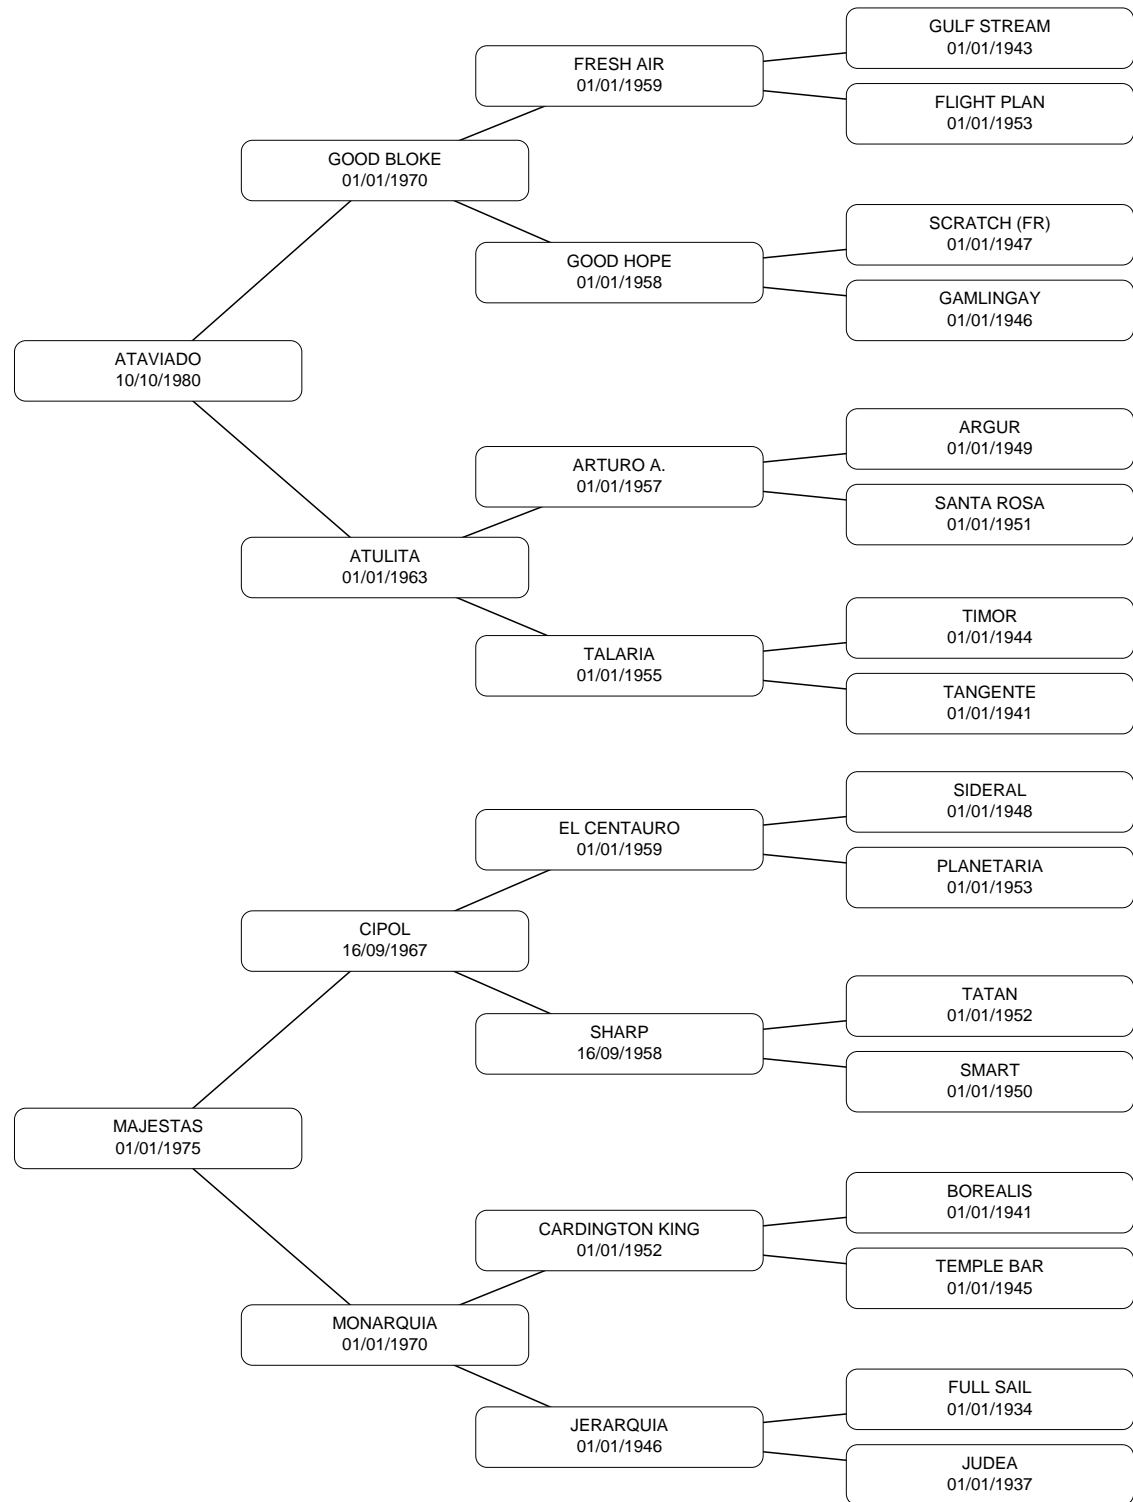 GULF STREAM
01/01/1943
FRESH AIR
01/01/1959
FLIGHT PLAN
01/01/1953
GOOD BLOKE
01/01/1970
SCRATCH (FR)
01/01/1947
GOOD HOPE
01/01/1958
GAMLINGAY
01/01/1946
ATAVIADO
10/10/1980
ARGUR
01/01/1949
ARTURO A.
01/01/1957
SANTA ROSA
01/01/1951
ATULITA
01/01/1963
TIMOR
01/01/1944
TALARIA
01/01/1955
TANGENTE
01/01/1941
SIDERAL
01/01/1948
EL CENTAURO
01/01/1959
PLANETARIA
01/01/1953
CIPOL
16/09/1967
TATAN
01/01/1952
SHARP
16/09/1958
SMART
01/01/1950
MAJESTAS
01/01/1975
BOREALIS
01/01/1941
CARDINGTON KING
01/01/1952
TEMPLE BAR
01/01/1945
MONARQUIA
01/01/1970
FULL SAIL
01/01/1934
JERARQUIA
01/01/1946
JUDEA
01/01/1937